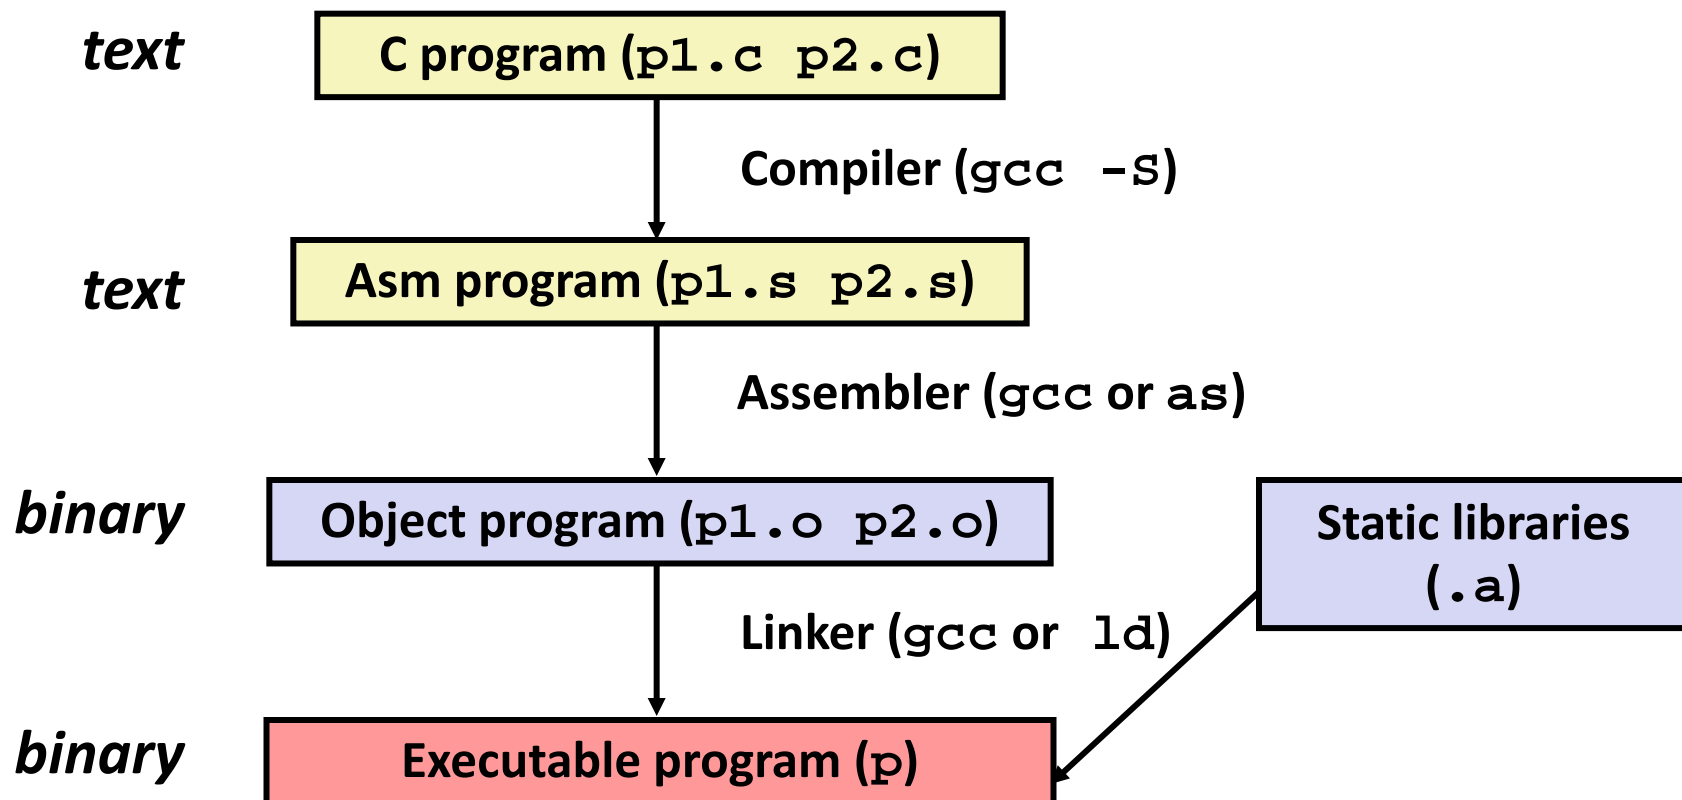 text
C program (p1.c p2.c)
Compiler (gcc -S)
text
Asm program (p1.s p2.s)
Assembler (gcc or as)
binary
Object program (p1.o p2.o)
Static libraries
(.a)
Linker (gcc or ld)
binary
Executable program (p)